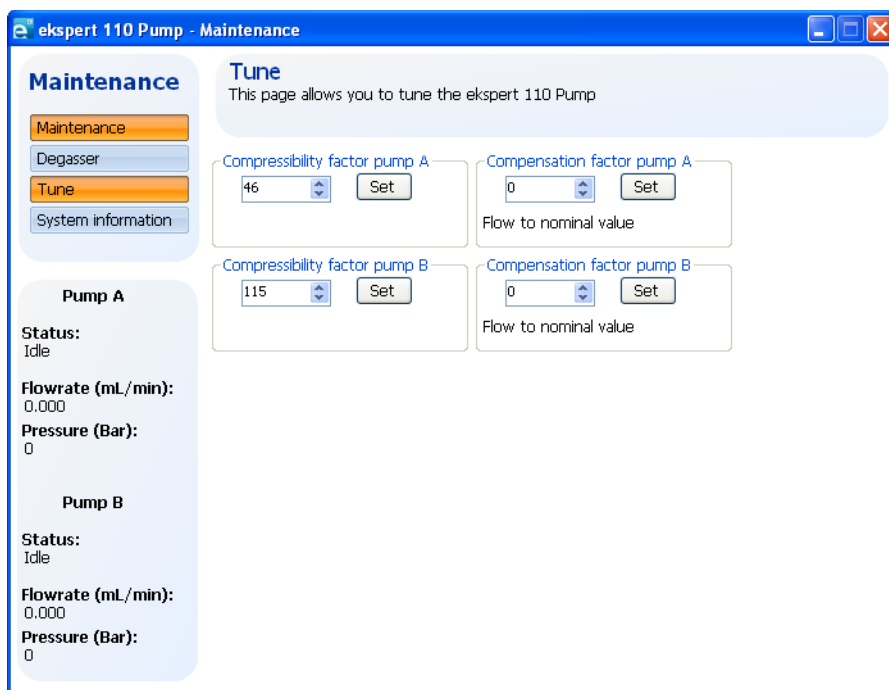 ekspert 110 Pump - Maintenance
Maintenance
Maintenance
Degasser
Tune
System information
Tune
This page allows you to tune the ekspert 110 Pump
Compressibility factor pump A
46
Set
Compensation factor pump A
0
Set
Flow to nominal value
Compressibility factor pump B
115
Set
Compensation factor pump B
0
Set
Flow to nominal value
Pump A
Status:
Idle
Flowrate (mL/min):
0.000
Pressure (Bar):
0
Pump B
Status:
Idle
Flowrate (mL/min):
0.000
Pressure (Bar):
0